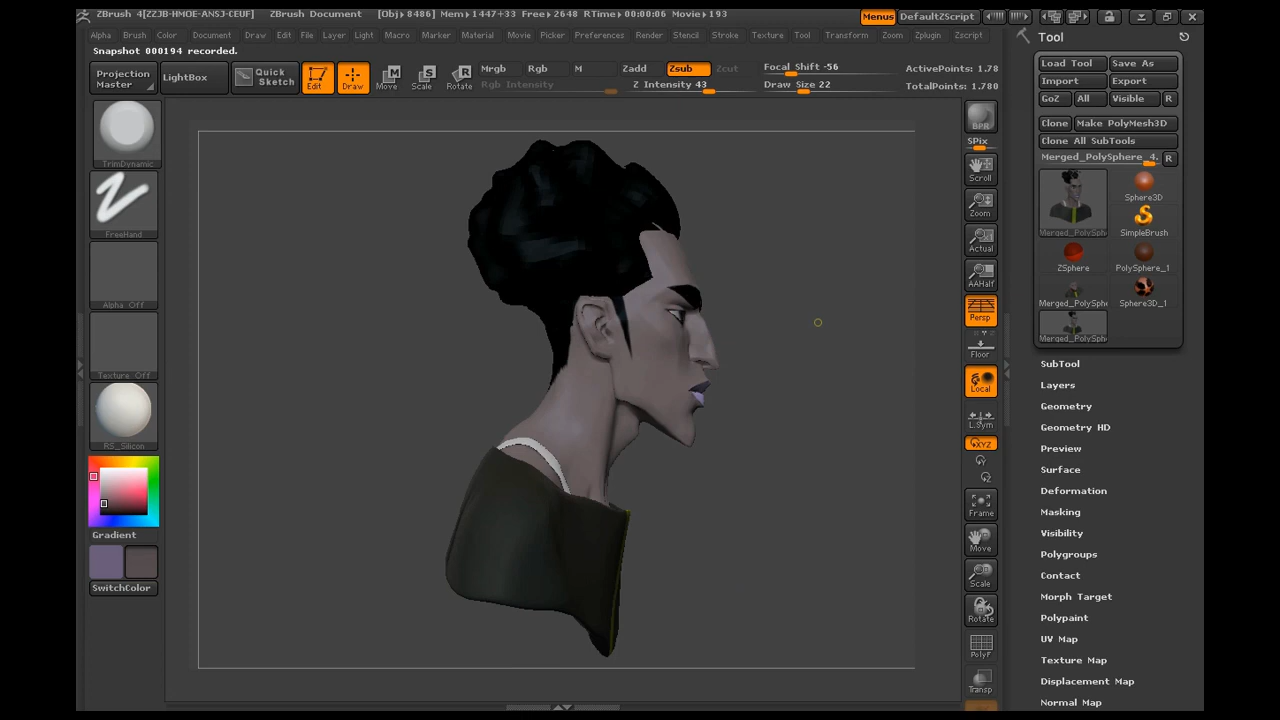 ZBrush 4[ZZJB-HMOE-ANSJ-CEUF] ZBrush Document [Obj▸8486] Mem▸1447+33 Free▸2648 RTime▸00:00:06 Movie▸193 Menus DefaultZScript
Alpha Brush Color Document Draw Edit File Layer Light Macro Marker Material Movie Picker Preferences Render Stencil Stroke Texture Tool Transform Zoom Zplugin Zscript
Tool
Snapshot 000194 recorded.
Projection Master
LightBox
Quick Sketch
Edit
Draw
Move
Scale
Rotate
Mrgb Rgb M Zadd Zsub Zcut
Rgb Intensity
Z Intensity 43
Focal Shift -56
Draw Size 22
ActivePoints: 1.78
TotalPoints: 1.780
Load Tool Save As
Import Export
GoZ All Visible R
Clone Make PolyMesh3D
Clone All SubTools
Merged_PolySphere_4. R
Merged_PolySph
Sphere3D
SimpleBrush
ZSphere
PolySphere_1
Merged_PolySphe
Sphere3D_1
Merged_PolySph
TrimDynamic
FreeHand
Alpha Off
Texture Off
RS_Silicon
Gradient
SwitchColor
BPR
SPix
Scroll
Zoom
Actual
AAHalf
Persp
Floor
Local
L.Sym
XYZ
Y
Z
Frame
Move
Scale
Rotate
PolyF
Transp
SubTool
Layers
Geometry
Geometry HD
Preview
Surface
Deformation
Masking
Visibility
Polygroups
Contact
Morph Target
Polypaint
UV Map
Texture Map
Displacement Map
Normal Map